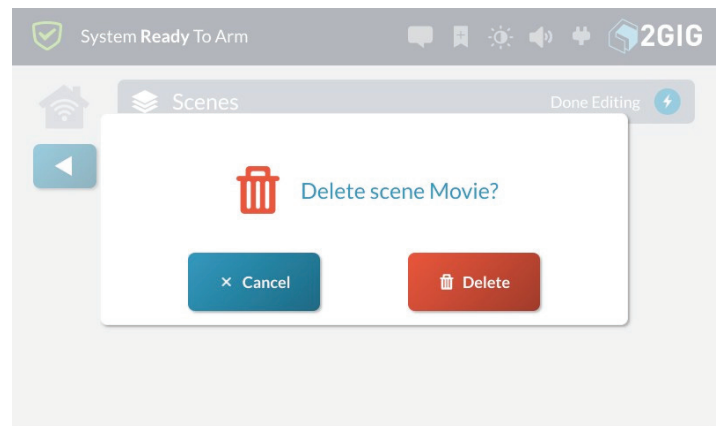 System Ready To Arm
2GIG
Scenes
Done Editing
Delete scene Movie?
× Cancel
Delete